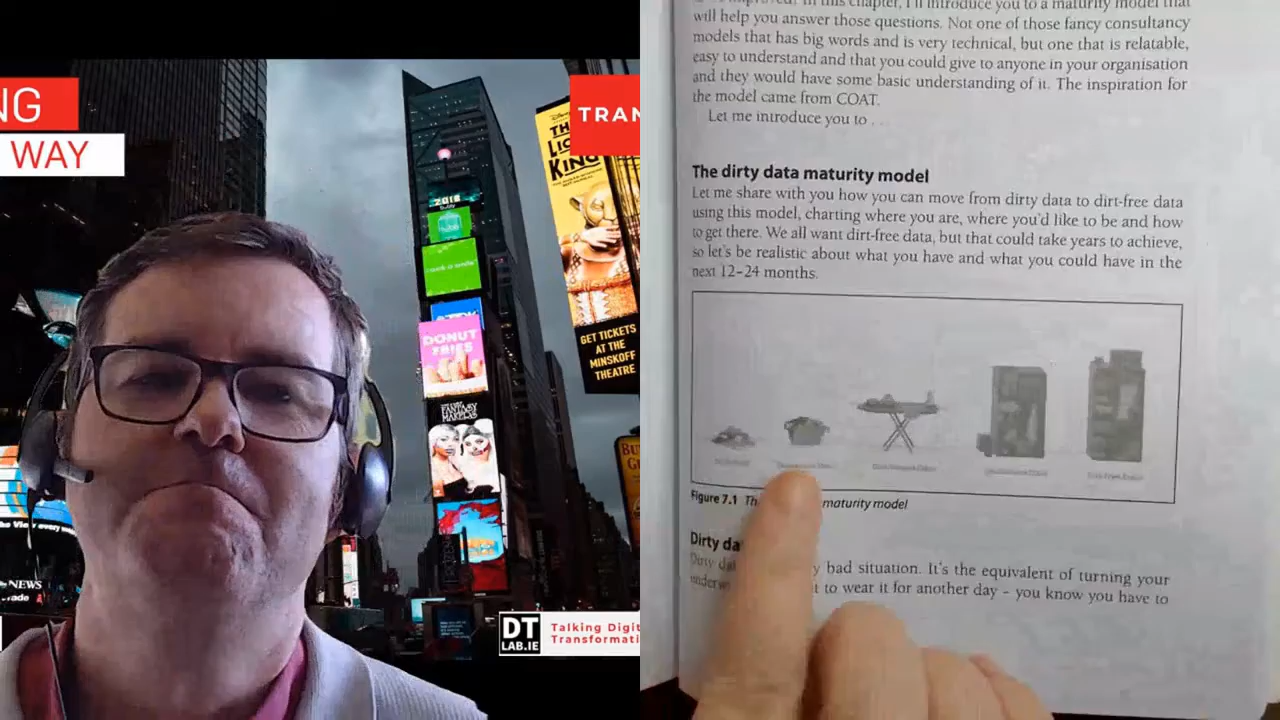 NG
WAY
TRAN
2018
THE
LION
KING
GET TICKETS
AT THE
MINSKOFF
THEATRE
DONUT
FRIES
NEWS
DT
LAB.IE
Talking Digit
Transformati
will help you answer those questions. Not one of those fancy consultancy
models that has big words and is very technical, but one that is relatable,
easy to understand and that you could give to anyone in your organisation
and they would have some basic understanding of it. The inspiration for
the model came from COAT.
Let me introduce you to . .
The dirty data maturity model
Let me share with you how you can move from dirty data to dirt-free data
using this model, charting where you are, where you'd like to be and how
to get there. We all want dirt-free data, but that could take years to achieve,
so let's be realistic about what you have and what you could have in the
next 12–24 months.
Figure 7.1 Th maturity model
Dirty da
Dirty dat y bad situation. It's the equivalent of turning your
underw t to wear it for another day – you know you have to